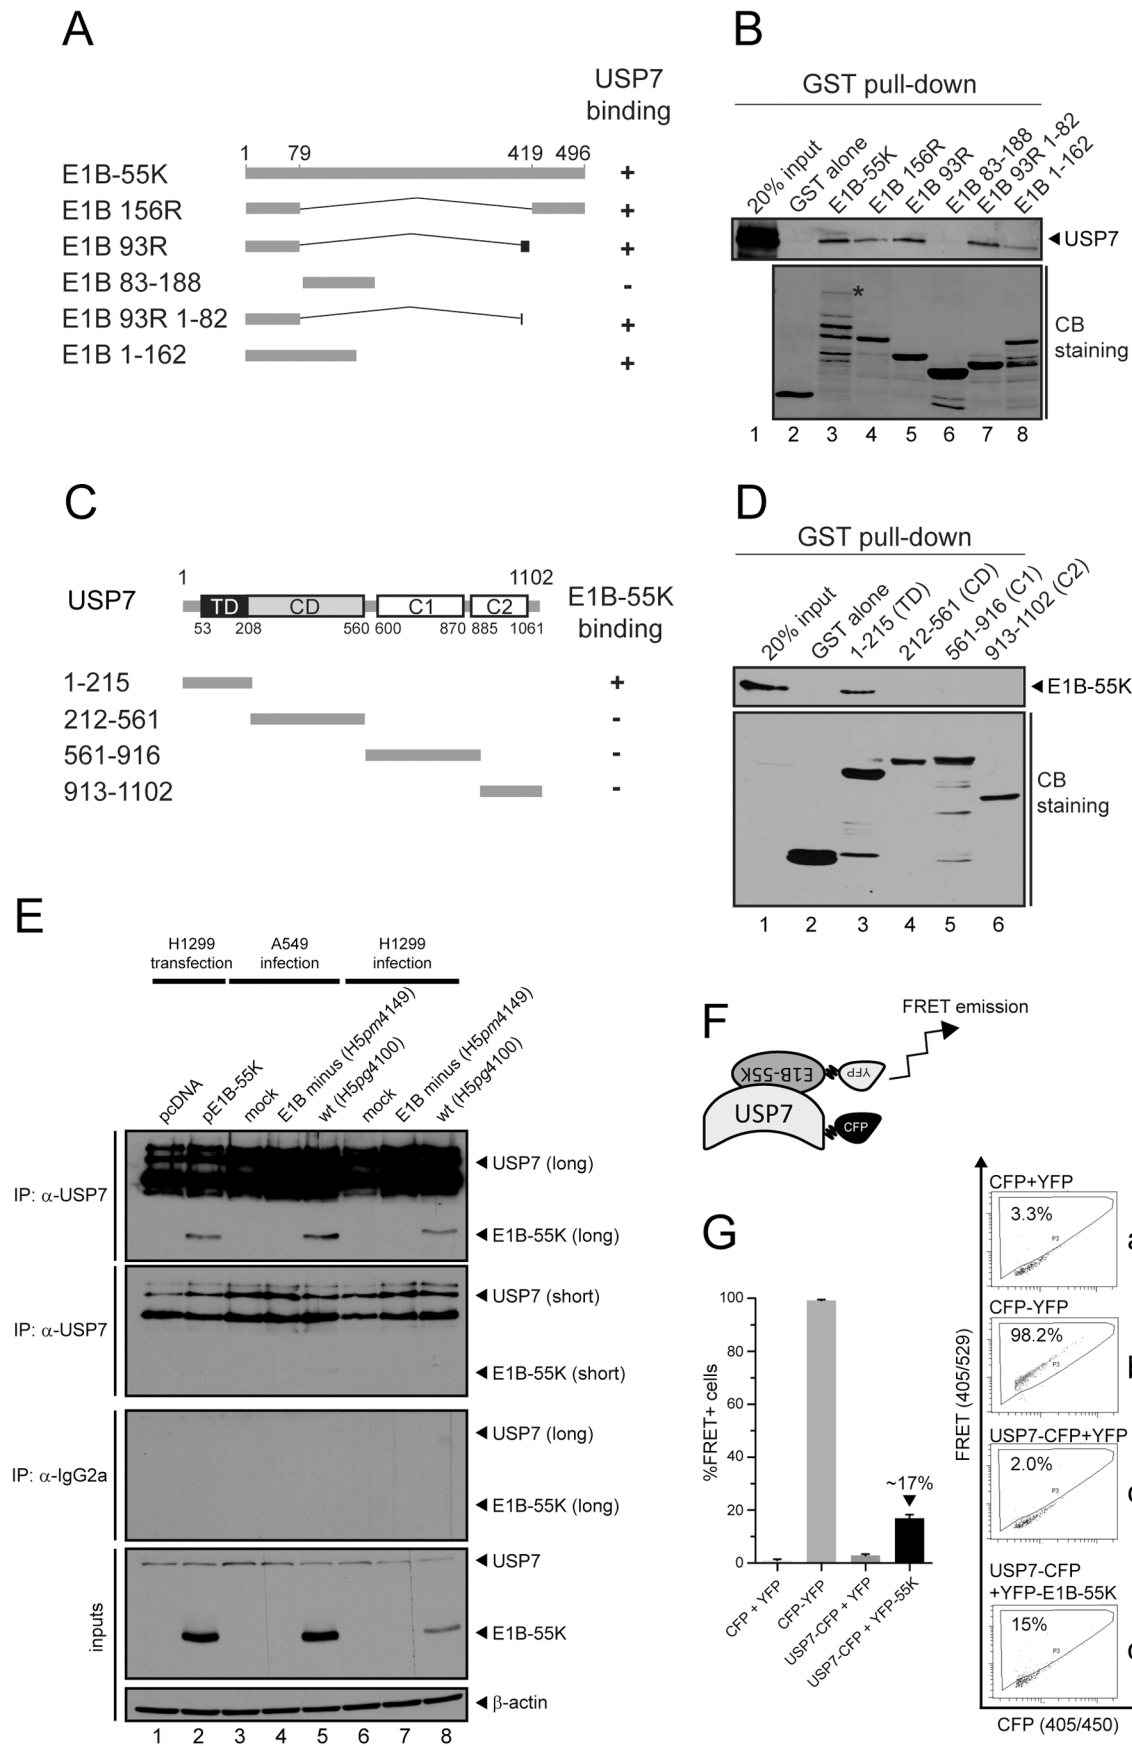 A
USP7
binding
1 79 419 496
E1B-55K +
E1B 156R +
E1B 93R +
E1B 83-188 -
E1B 93R 1-82 +
E1B 1-162 +
B
GST pull-down
20% input
GST alone
E1B-55K
E1B 156R
E1B 93R
E1B 83-188
E1B 93R 1-82
E1B 1-162
◄USP7
*
CB
staining
1 2 3 4 5 6 7 8
C
1 1102
USP7 TD CD C1 C2 E1B-55K
binding
53 208 560 600 870 885 1061
1-215 +
212-561 -
561-916 -
913-1102 -
D
GST pull-down
20% input
GST alone
1-215 (TD)
212-561 (CD)
561-916 (C1)
913-1102 (C2)
◄E1B-55K
CB
staining
1 2 3 4 5 6
E
H1299
transfection
A549
infection
H1299
infection
pcDNA
pE1B-55K
mock
E1B minus (H5pm4149)
wt (H5pg4100)
mock
E1B minus (H5pm4149)
wt (H5pg4100)
IP: α-USP7
◄USP7 (long)
◄E1B-55K (long)
IP: α-USP7
◄USP7 (short)
◄E1B-55K (short)
IP: α-IgG2a
◄USP7 (long)
◄E1B-55K (long)
inputs
◄USP7
◄E1B-55K
◄β-actin
1 2 3 4 5 6 7 8
F
FRET emission
E1B-55K
YFP
USP7
CFP
G
%FRET+ cells
100
80
60
40
20
0
~17%
CFP + YFP
CFP-YFP
USP7-CFP + YFP
USP7-CFP + YFP-55K
FRET (405/529)
CFP+YFP
3.3%
P3
CFP-YFP
98.2%
P3
USP7-CFP+YFP
2.0%
P3
USP7-CFP
+YFP-E1B-55K
15%
P3
CFP (405/450)